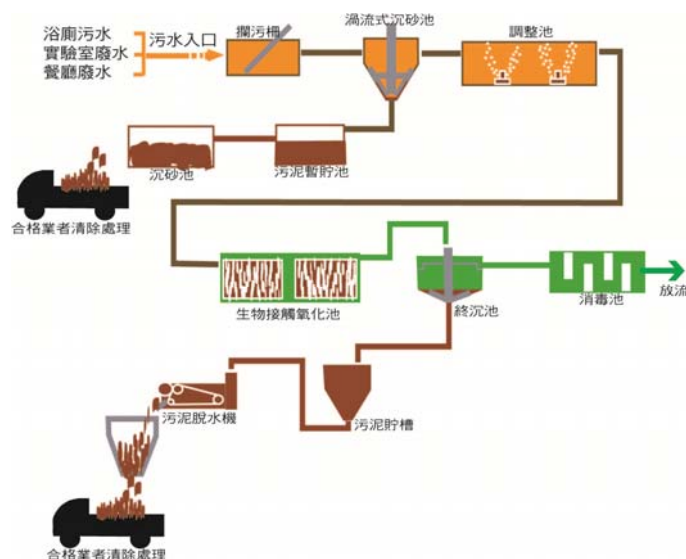 浴廁污水
實驗室廢水
餐廳廢水
污水入口
攔污柵
渦流式沉砂池
調整池
沉砂池
污泥暫貯池
合格業者清除處理
生物接觸氧化池
終沉池
消毒池
放流
污泥脫水機
污泥貯槽
合格業者清除處理